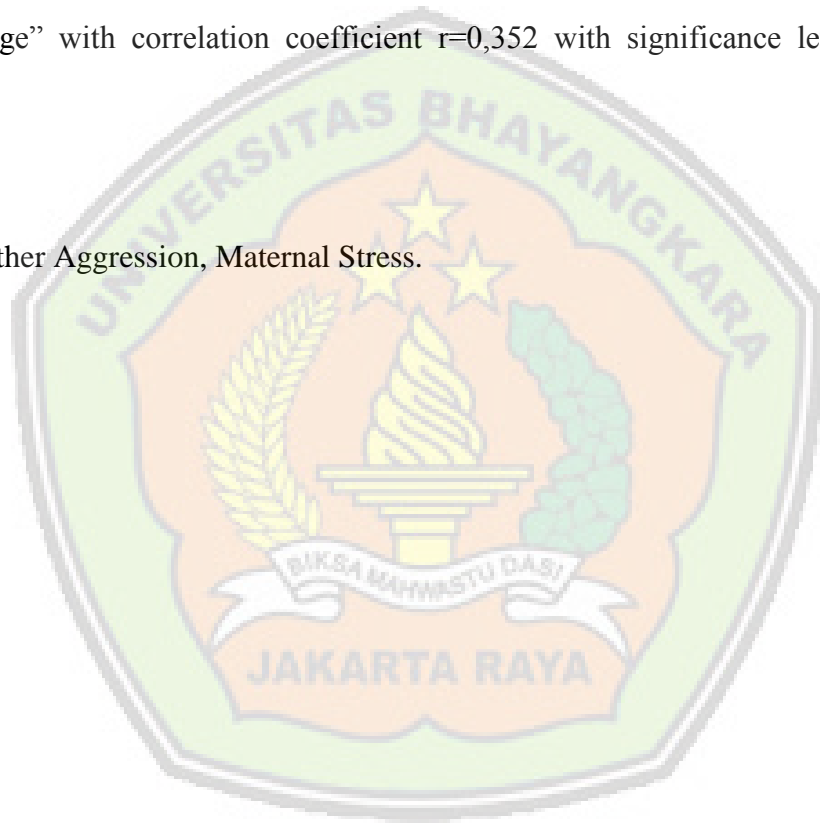 ge” with correlation coefficient r=0,352 with significance le
ther Aggression, Maternal Stress.
UNIVERSITAS BHAYANGKARA
BIKSA MAHWASTU DASI
JAKARTA RAYA